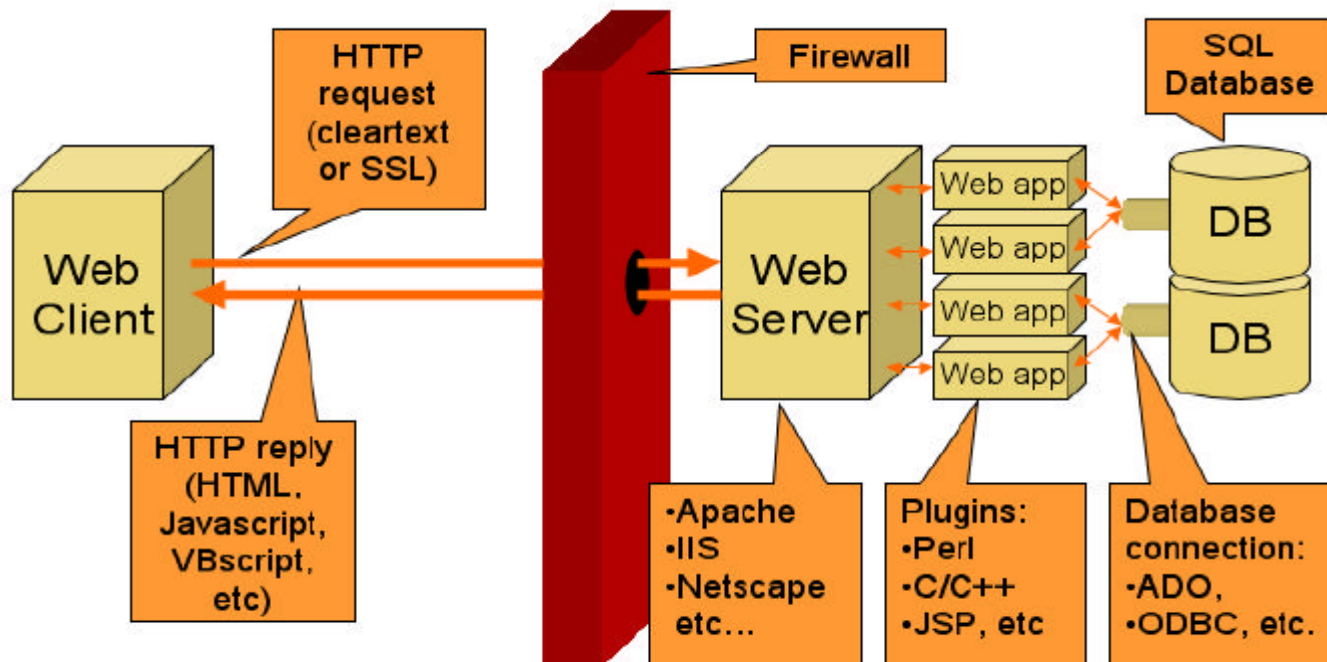 HTTP
request
(cleartext
or SSL)
Firewall
SQL
Database
Web
Client
Web
Server
Web app
Web app
Web app
Web app
DB
DB
HTTP reply
(HTML,
Javascript,
VBscript,
etc)
•Apache
•IIS
•Netscape
etc...
Plugins:
•Perl
•C/C++
•JSP, etc
Database
connection:
•ADO,
•ODBC, etc.